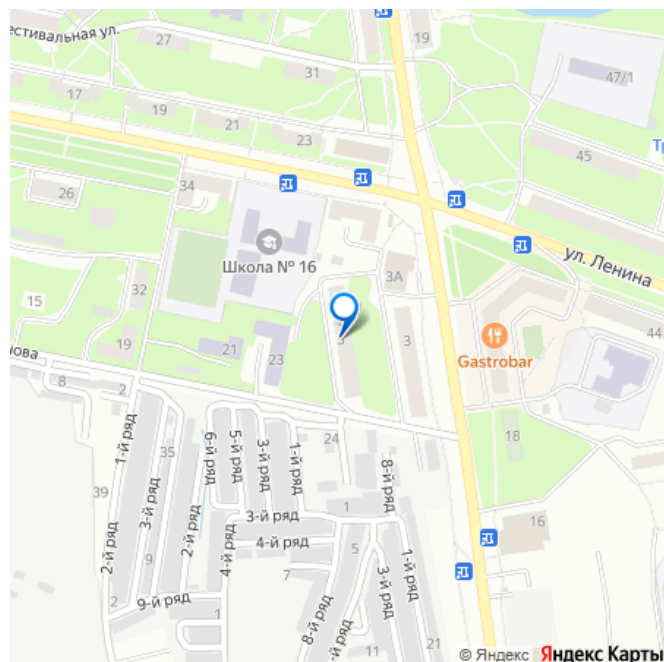 естивальная ул.
27
19
31
47/1
17
19
21
23
45
Тр
34
26
ул. Ленина
Школа № 16
3А
32
15
44
19
21
23
3
Gastrobar
нова
8
2
1-й ряд
35
6-й ряд
5-й ряд
3-й ряд
1-й ряд
24
8-й ряд
18
39
2-й ряд
3-й ряд
2-й ряд
4-й ряд
3-й ряд
1
16
4-й ряд
5
9
7
1-й ряд
3-й ряд
2
9-й ряд
1
8-й ряд
-й ряд
11
21
© Яндекс Яндекс Карты